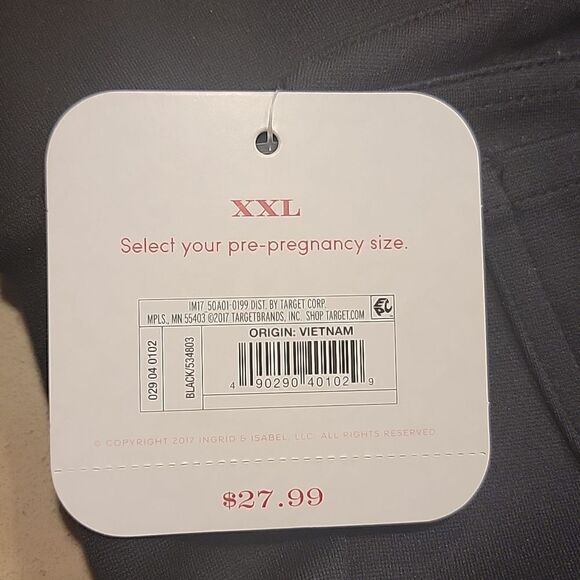 XXL
Select your pre-pregnancy size.
IM17 50A01-0199 DIST. BY TARGET CORP.
MPLS., MN 55403 ©2017 TARGETBRANDS, INC. SHOP TARGET.COM
EPC
029 04 0102
BLACK/534803
ORIGIN: VIETNAM
4 90290 40102 9
© COPYRIGHT 2017 INGRID & ISABEL, LLC. ALL RIGHTS RESERVED.
$27.99